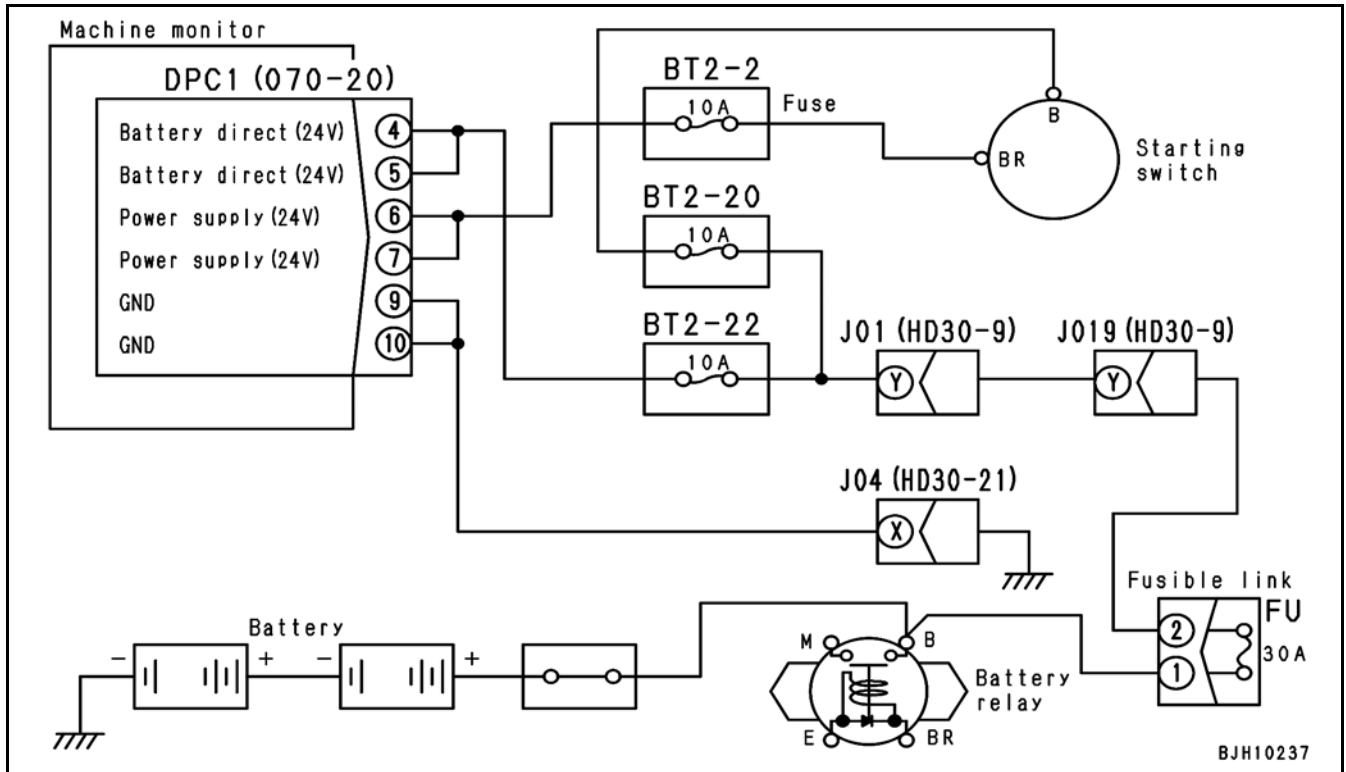 Machine monitor
DPC1 (070-20)
Battery direct (24V) 4
Battery direct (24V) 5
Power supply (24V) 6
Power supply (24V) 7
GND 9
GND 10
BT2-2
10A
Fuse
B
BR
Starting
switch
BT2-20
10A
BT2-22
10A
J01 (HD30-9)
Y
J019 (HD30-9)
Y
J04 (HD30-21)
X
Fusible link
FU
2
1
30A
Battery
- + - +
M B
E BR
Battery
relay
BJH10237